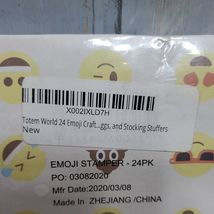 X002IXLD7H
Totem World 24 Emoji Craft...ggs, and Stocking Stuffers
New
EMOJI STAMPER - 24PK
PO: 03082020
Mfr Date:2020/03/08
Made In ZHEJIANG /CHINA